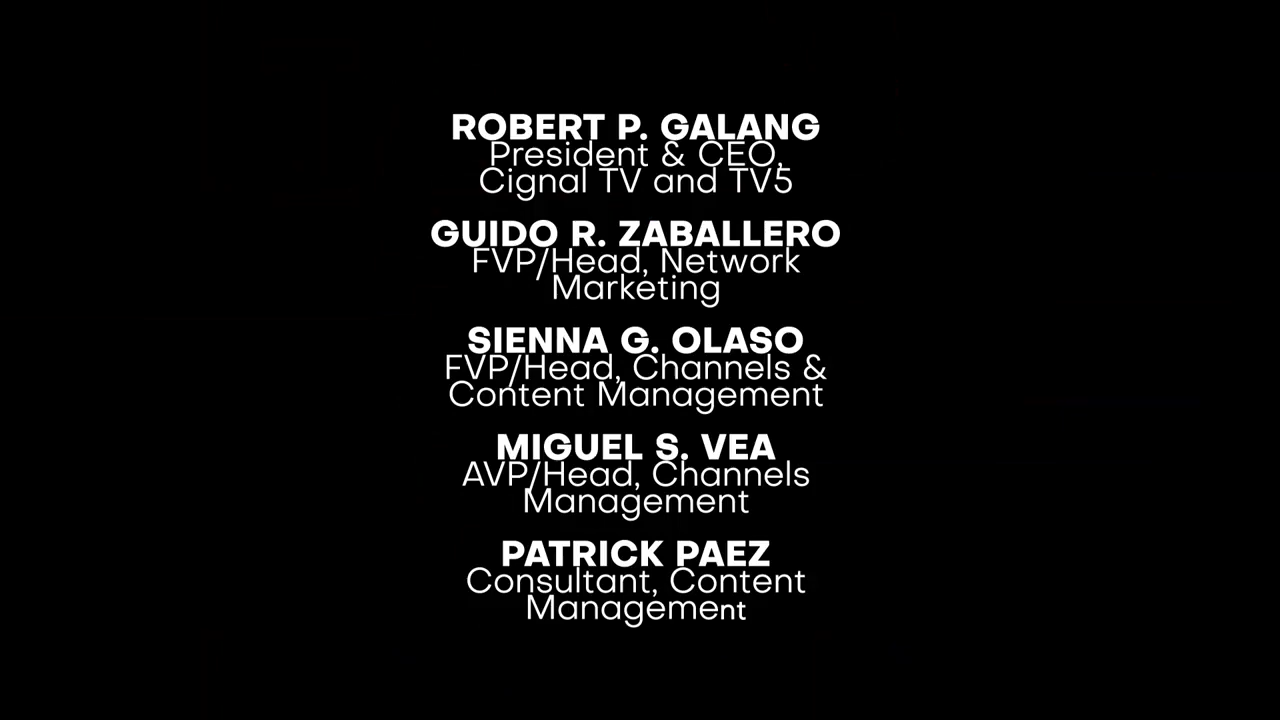 ROBERT P. GALANG
President & CEO,
Cignal TV and TV5
GUIDO R. ZABALLERO
FVP/Head, Network
Marketing
SIENNA G. OLASO
FVP/Head, Channels &
Content Management
MIGUEL S. VEA
AVP/Head, Channels
Management
PATRICK PAEZ
Consultant, Content
Management